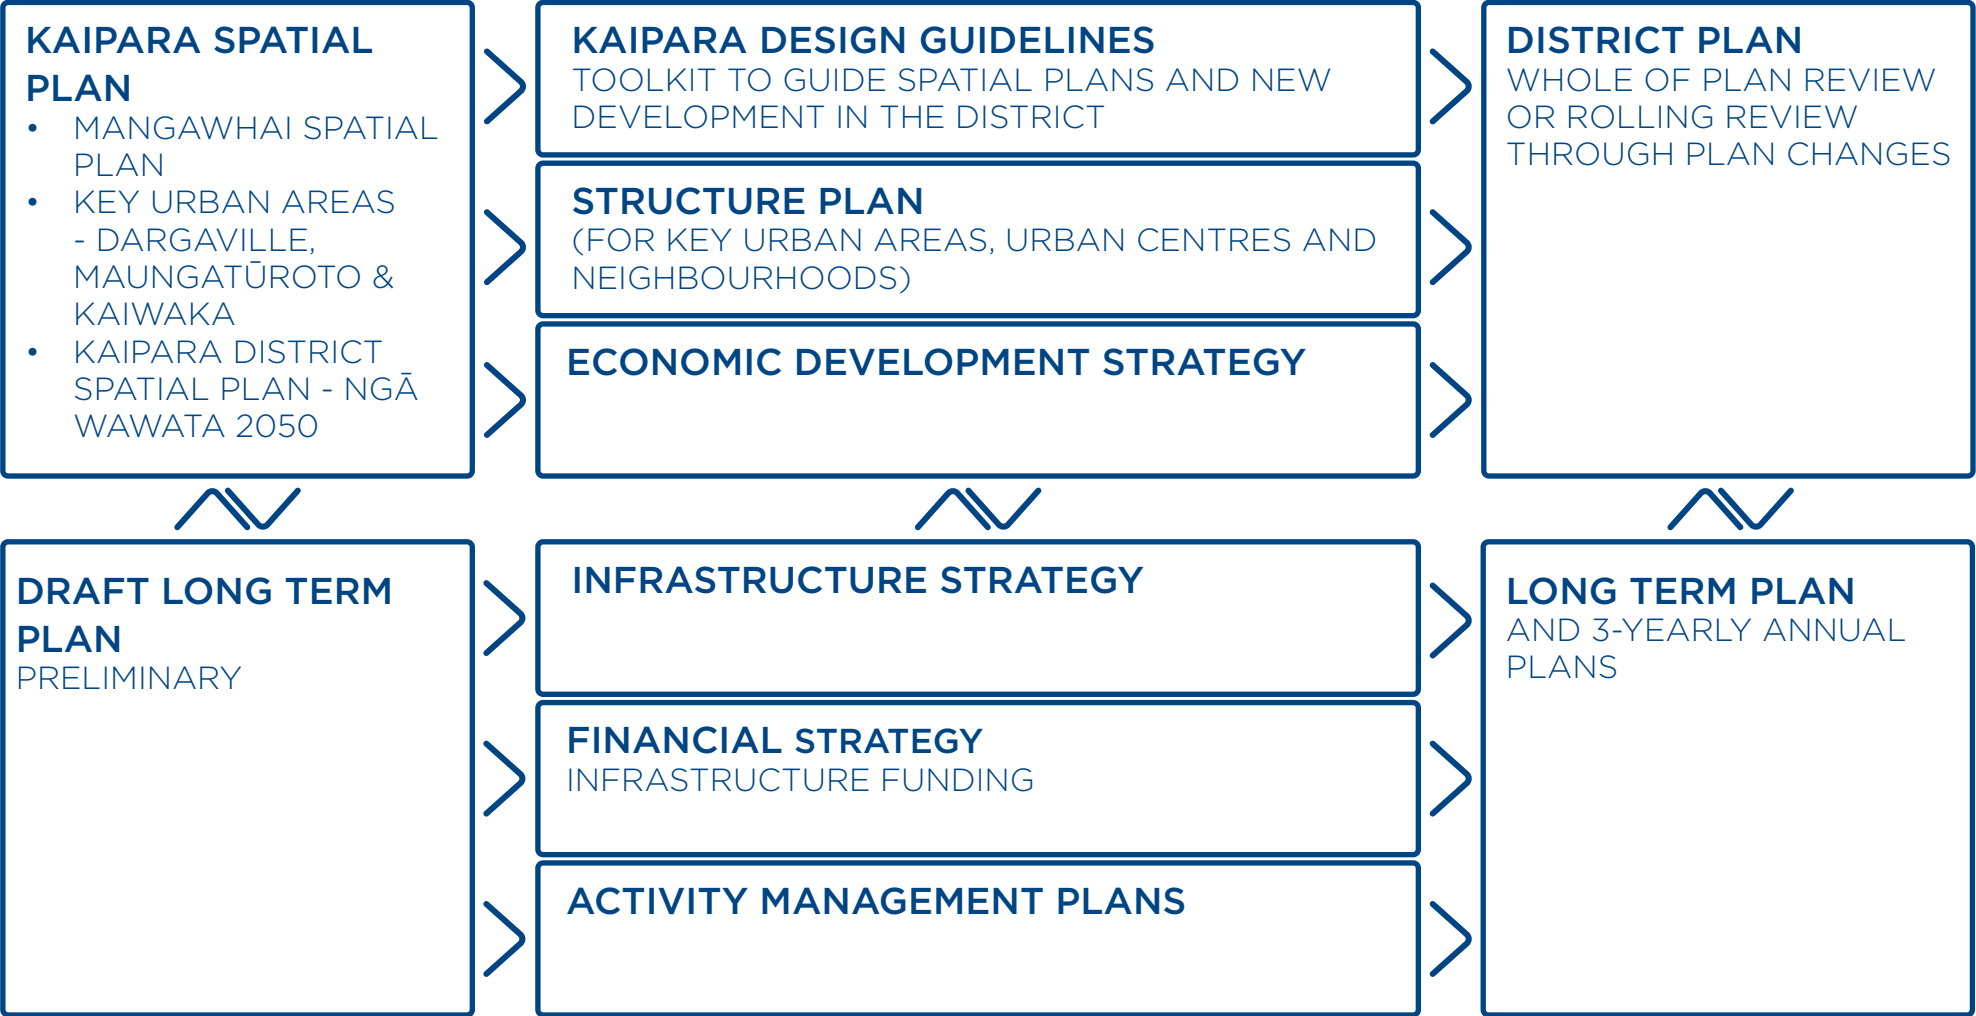 KAIPARA SPATIAL
PLAN
• MANGAWHAI SPATIAL
PLAN
• KEY URBAN AREAS
- DARGAVILLE,
MAUNGATŪROTO &
KAIWAKA
• KAIPARA DISTRICT
SPATIAL PLAN - NGĀ
WAWATA 2050
KAIPARA DESIGN GUIDELINES
TOOLKIT TO GUIDE SPATIAL PLANS AND NEW
DEVELOPMENT IN THE DISTRICT
STRUCTURE PLAN
(FOR KEY URBAN AREAS, URBAN CENTRES AND
NEIGHBOURHOODS)
ECONOMIC DEVELOPMENT STRATEGY
DISTRICT PLAN
WHOLE OF PLAN REVIEW
OR ROLLING REVIEW
THROUGH PLAN CHANGES
DRAFT LONG TERM
PLAN
PRELIMINARY
INFRASTRUCTURE STRATEGY
FINANCIAL STRATEGY
INFRASTRUCTURE FUNDING
ACTIVITY MANAGEMENT PLANS
LONG TERM PLAN
AND 3-YEARLY ANNUAL
PLANS